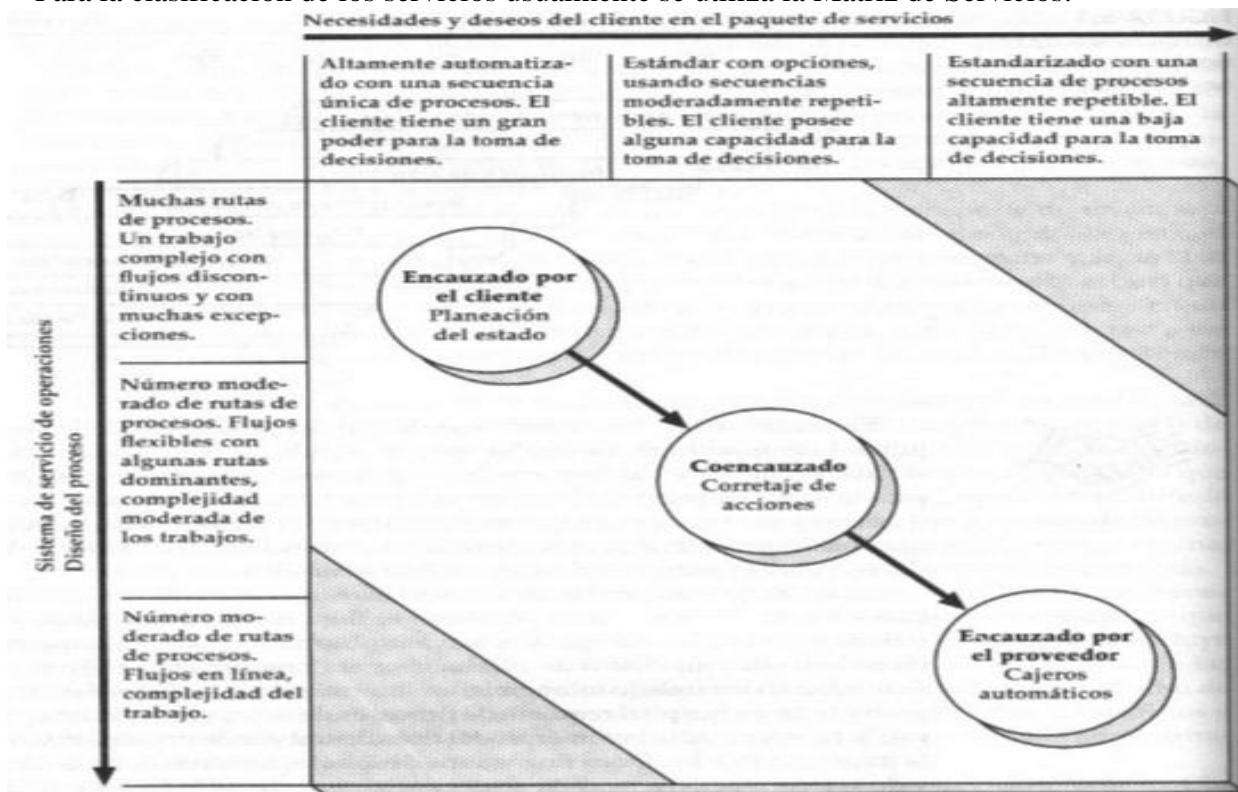 Para la clasificación de los servicios usualmente se utiliza la Matriz de Servicios.
Necesidades y deseos del cliente en el paquete de servicios
Altamente automatiza-
do con una secuencia
única de procesos. El
cliente tiene un gran
poder para la toma de
decisiones.
Estándar con opciones,
usando secuencias
moderadamente repeti-
bles. El cliente posee
alguna capacidad para la
toma de decisiones.
Estandarizado con una
secuencia de procesos
altamente repetible. El
cliente tiene una baja
capacidad para la toma
de decisiones.
Sistema de servicio de operaciones
Diseño del proceso
Muchas rutas
de procesos.
Un trabajo
complejo con
flujos discon-
tinuos y con
muchas excep-
ciones.
Número mode-
rado de rutas de
procesos. Flujos
flexibles con
algunas rutas
dominantes,
complejidad
moderada de
los trabajos.
Número mo-
derado de rutas
de procesos.
Flujos en línea,
complejidad del
trabajo.
Encauzado por
el cliente
Planeación
del estado
Coencauzado
Corretaje de
acciones
Encauzado por
el proveedor
Cajeros
automáticos